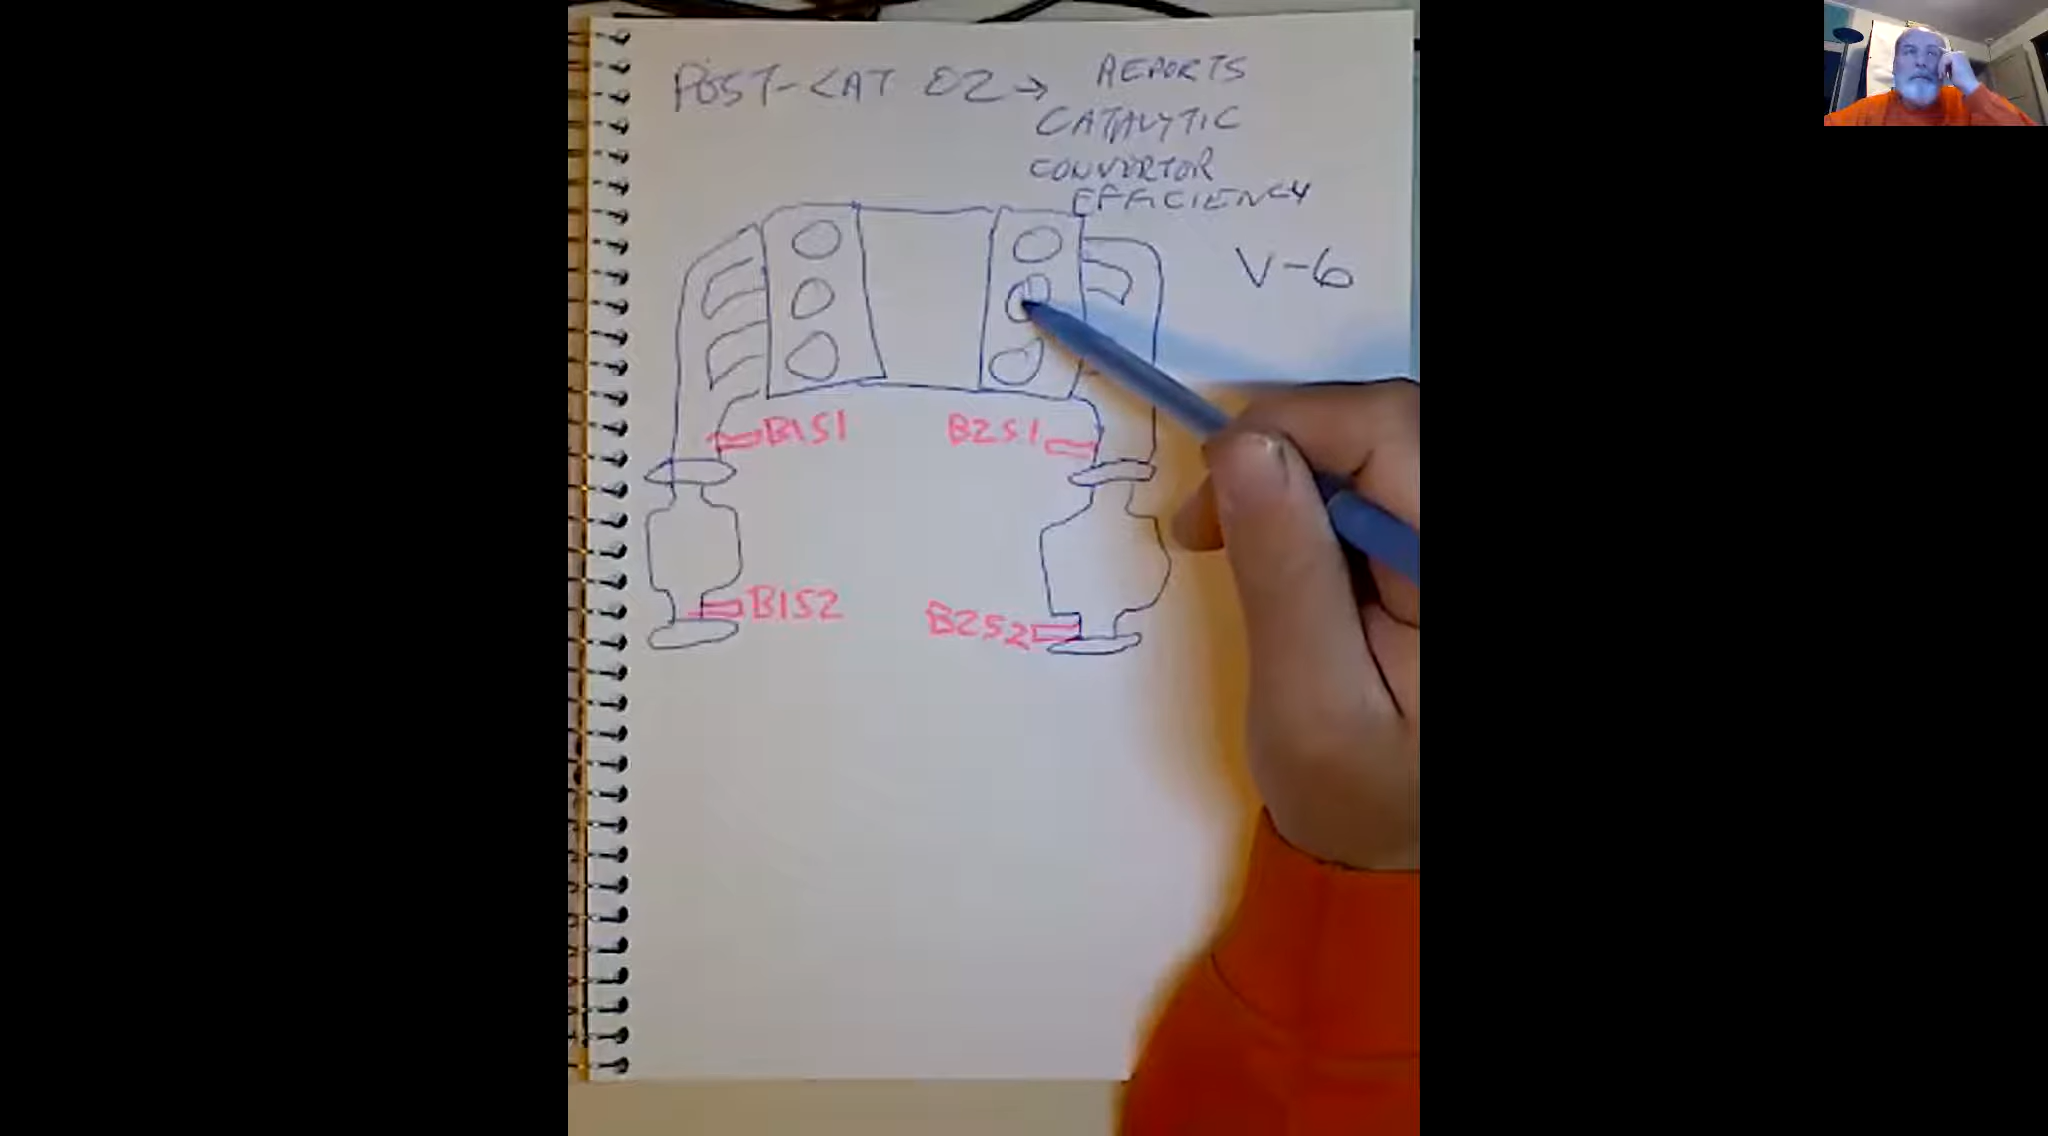 POST-CAT O2 → REPORTS
CATALYTIC
CONVERTOR
EFFICIENCY
V-6
B1S1
B2S1
B1S2
B2S2